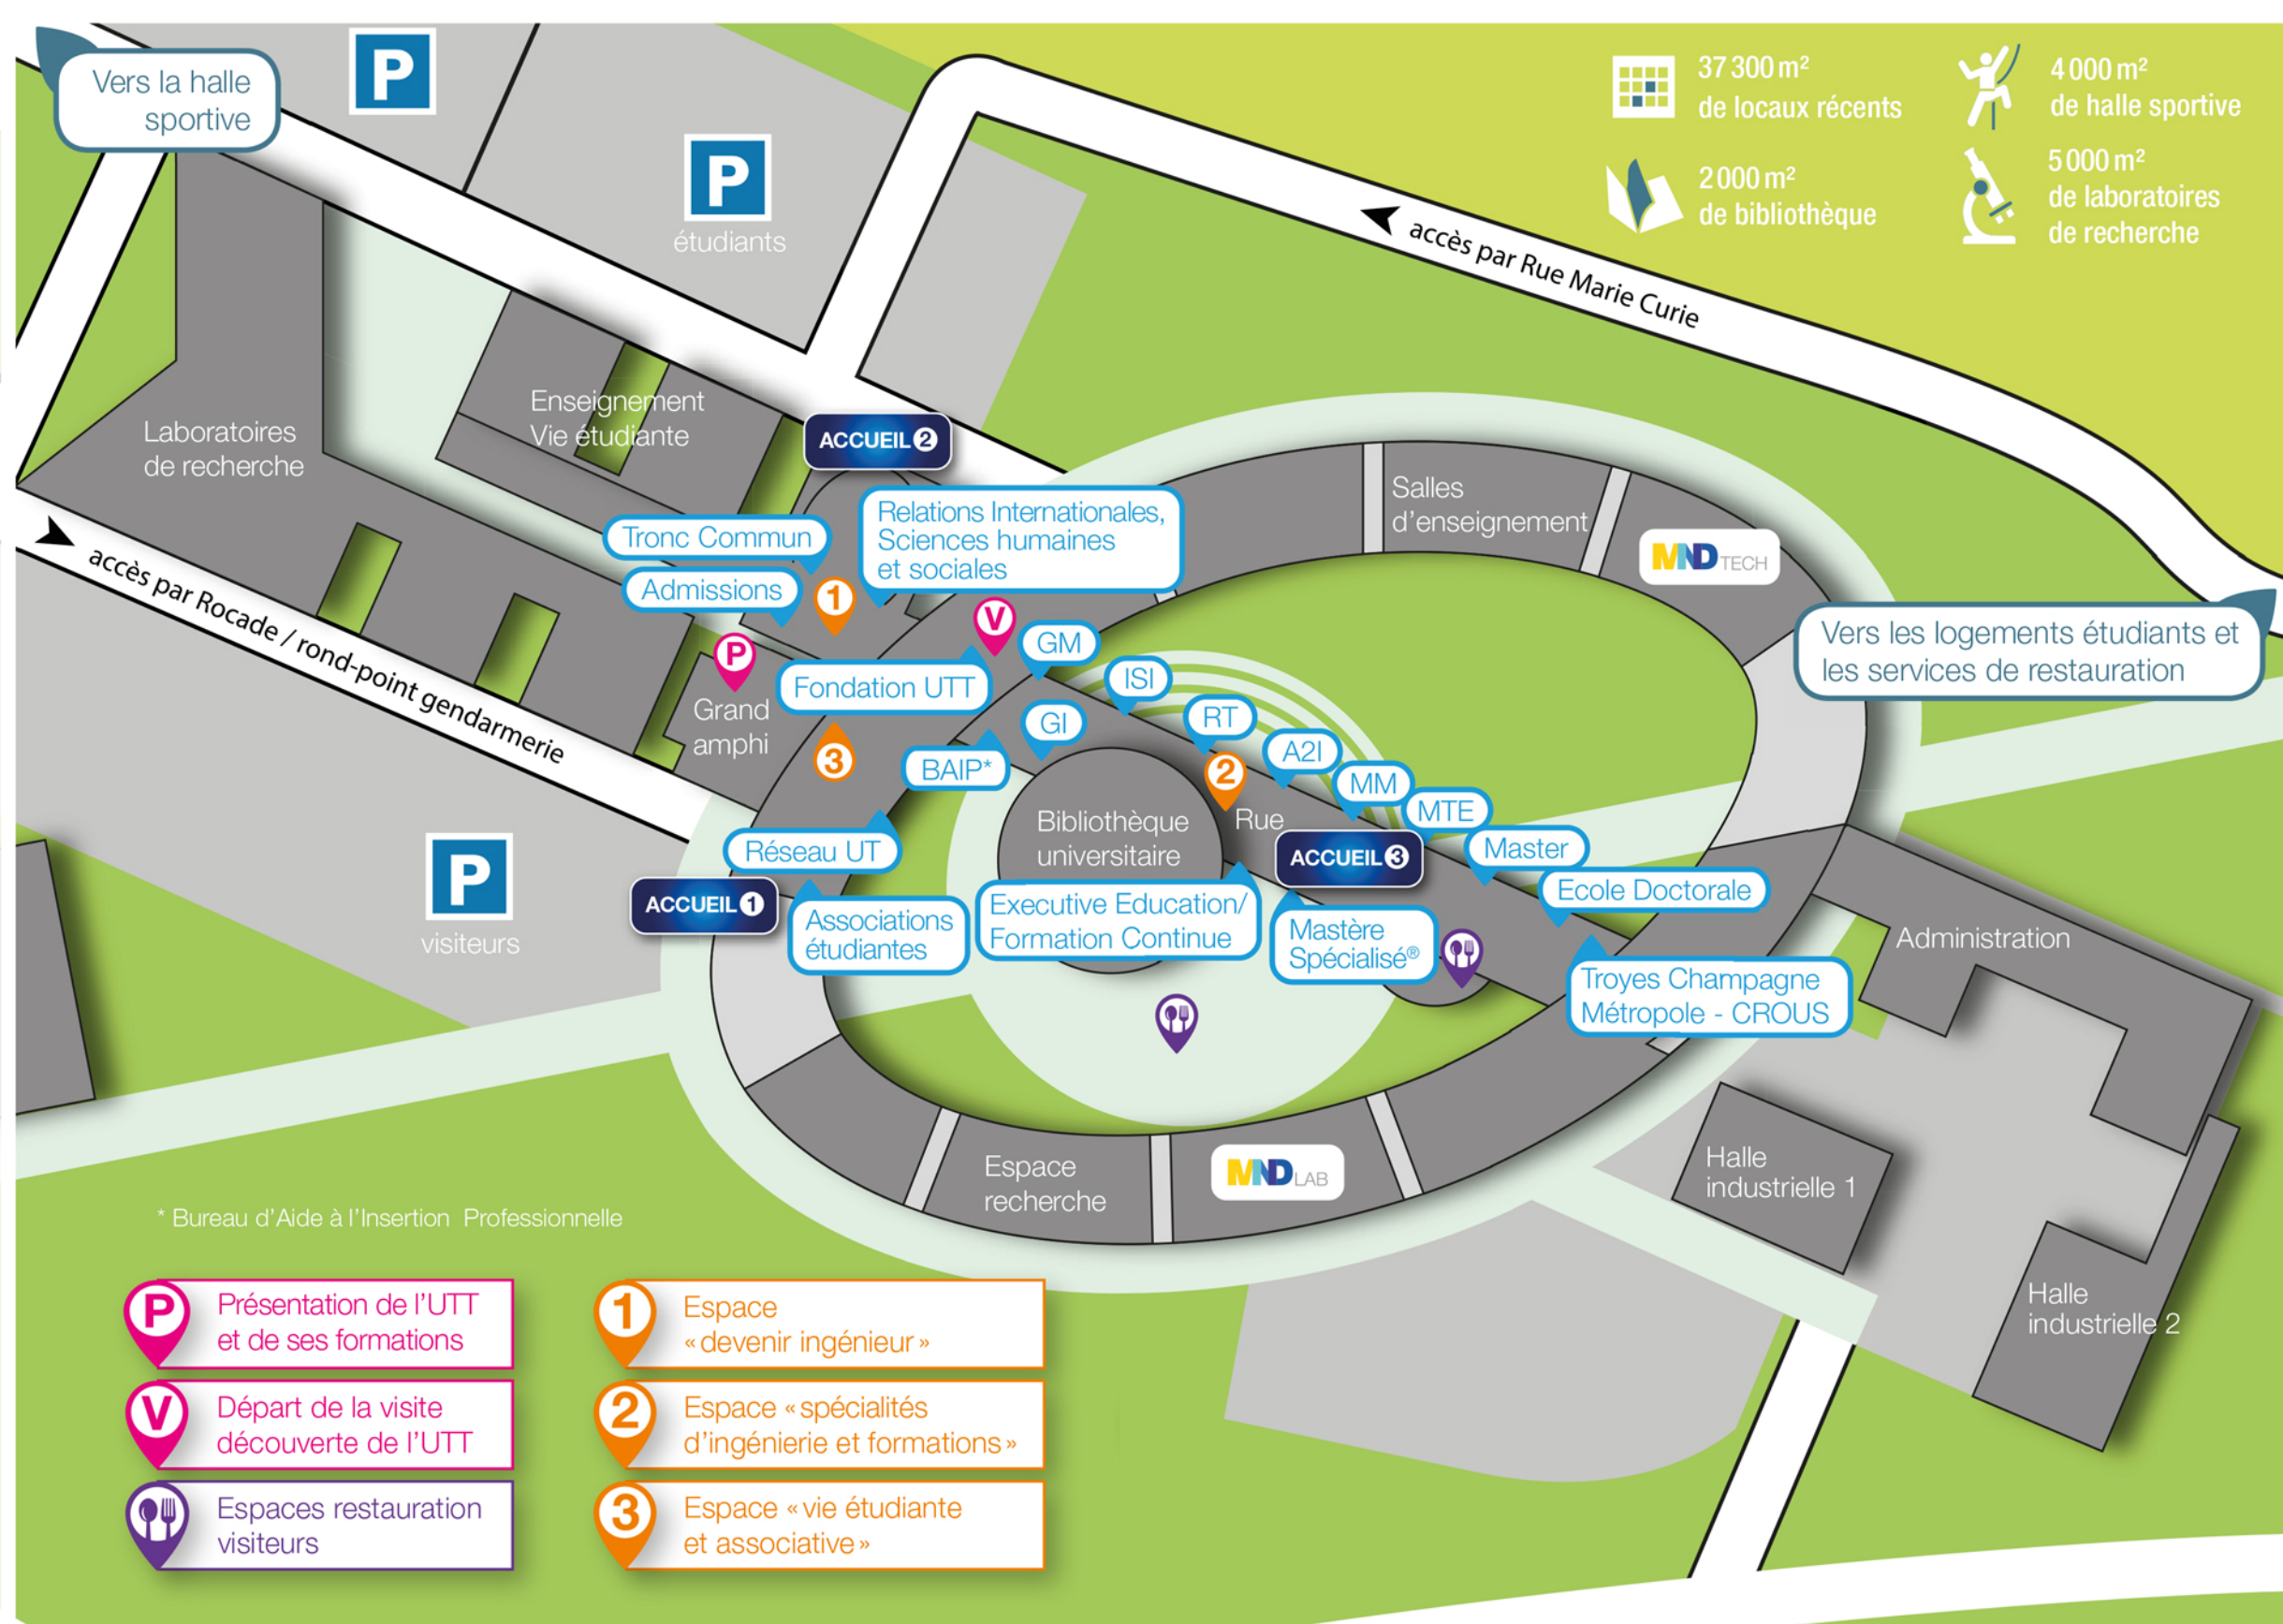 Vers la halle
sportive
P
P
étudiants
37 300 m²
de locaux récents
4 000 m²
de halle sportive
2 000 m²
de bibliothèque
5 000 m²
de laboratoires
de recherche
accès par Rue Marie Curie
Enseignement
Vie étudiante
Laboratoires
de recherche
ACCUEIL 2
Salles
d'enseignement
MND TECH
Relations Internationales,
Sciences humaines
et sociales
Tronc Commun
Admissions
1
accès par Rocade / rond-point gendarmerie
V
GM
P
Grand
amphi
Fondation UTT
ISI
Vers les logements étudiants et
les services de restauration
GI
RT
A2I
3
BAIP*
2
MM
MTE
Bibliothèque
universitaire
Rue
ACCUEIL 3
Master
Réseau UT
Ecole Doctorale
P
visiteurs
ACCUEIL 1
Associations
étudiantes
Executive Education/
Formation Continue
Mastère
Spécialisé®
Administration
Troyes Champagne
Métropole - CROUS
Espace
recherche
MND LAB
Halle
industrielle 1
Halle
industrielle 2
* Bureau d'Aide à l'Insertion Professionnelle
P
Présentation de l'UTT
et de ses formations
V
Départ de la visite
découverte de l'UTT
Espaces restauration
visiteurs
1
Espace
« devenir ingénieur »
2
Espace « spécialités
d'ingénierie et formations »
3
Espace « vie étudiante
et associative »